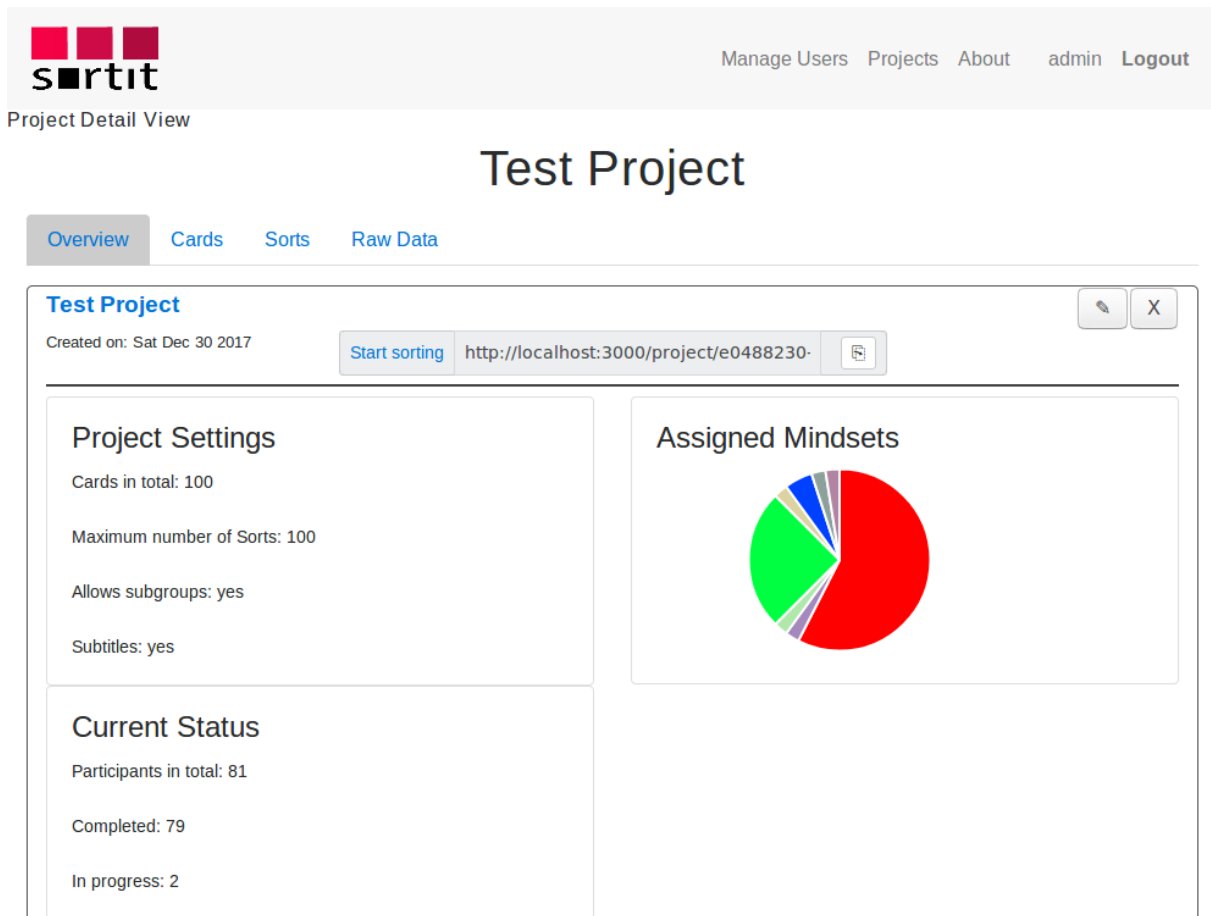 sortit
Manage Users Projects About admin Logout
Project Detail View
Test Project
Overview Cards Sorts Raw Data
Test Project
X
Created on: Sat Dec 30 2017
Start sorting http://localhost:3000/project/e0488230-
Project Settings
Cards in total: 100
Maximum number of Sorts: 100
Allows subgroups: yes
Subtitles: yes
Assigned Mindsets
Current Status
Participants in total: 81
Completed: 79
In progress: 2